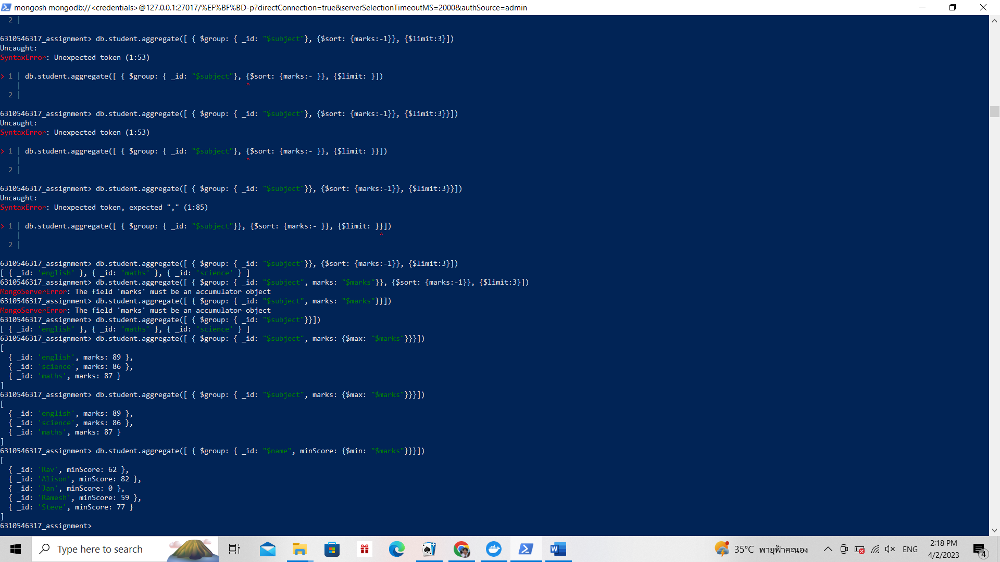 mongosh mongodb://<credentials>@127.0.0.1:27017/%EF%BF%BD-p?directConnection=true&serverSelectionTimeoutMS=2000&authSource=admin
2 |
6310546317_assignment> db.student.aggregate([ { $group: { _id: "$subject"}, {$sort: {marks:-1}}, {$limit:3}])
Uncaught:
SyntaxError: Unexpected token (1:53)
> 1 | db.student.aggregate([ { $group: { _id: "$subject"}, {$sort: {marks:- }}, {$limit: }])
| ^
2 |
6310546317_assignment> db.student.aggregate([ { $group: { _id: "$subject"}, {$sort: {marks:-1}}, {$limit:3}}])
Uncaught:
SyntaxError: Unexpected token (1:53)
> 1 | db.student.aggregate([ { $group: { _id: "$subject"}, {$sort: {marks:- }}, {$limit: }}])
| ^
2 |
6310546317_assignment> db.student.aggregate([ { $group: { _id: "$subject"}}, {$sort: {marks:-1}}, {$limit:3}}])
Uncaught:
SyntaxError: Unexpected token, expected "," (1:85)
> 1 | db.student.aggregate([ { $group: { _id: "$subject"}}, {$sort: {marks:- }}, {$limit: }}])
| ^
2 |
6310546317_assignment> db.student.aggregate([ { $group: { _id: "$subject"}}, {$sort: {marks:-1}}, {$limit:3}])
[ { _id: 'english' }, { _id: 'maths' }, { _id: 'science' } ]
6310546317_assignment> db.student.aggregate([ { $group: { _id: "$subject", marks: "$marks"}}, {$sort: {marks:-1}}, {$limit:3}])
MongoServerError: The field 'marks' must be an accumulator object
6310546317_assignment> db.student.aggregate([ { $group: { _id: "$subject", marks: "$marks"}}])
MongoServerError: The field 'marks' must be an accumulator object
6310546317_assignment> db.student.aggregate([ { $group: { _id: "$subject"}}])
[ { _id: 'english' }, { _id: 'maths' }, { _id: 'science' } ]
6310546317_assignment> db.student.aggregate([ { $group: { _id: "$subject", marks: {$max: "$marks"}}}])
[
{ _id: 'english', marks: 89 },
{ _id: 'science', marks: 86 },
{ _id: 'maths', marks: 87 }
]
6310546317_assignment> db.student.aggregate([ { $group: { _id: "$subject", marks: {$max: "$marks"}}}])
[
{ _id: 'english', marks: 89 },
{ _id: 'science', marks: 86 },
{ _id: 'maths', marks: 87 }
]
6310546317_assignment> db.student.aggregate([ { $group: { _id: "$name", minScore: {$min: "$marks"}}}])
[
{ _id: 'Rav', minScore: 62 },
{ _id: 'Alison', minScore: 82 },
{ _id: 'Jan', minScore: 0 },
{ _id: 'Ramesh', minScore: 59 },
{ _id: 'Steve', minScore: 77 }
]
6310546317_assignment>
Type here to search
35°C พายุฟ้าคะนอง
ENG
2:18 PM
4/2/2023
4